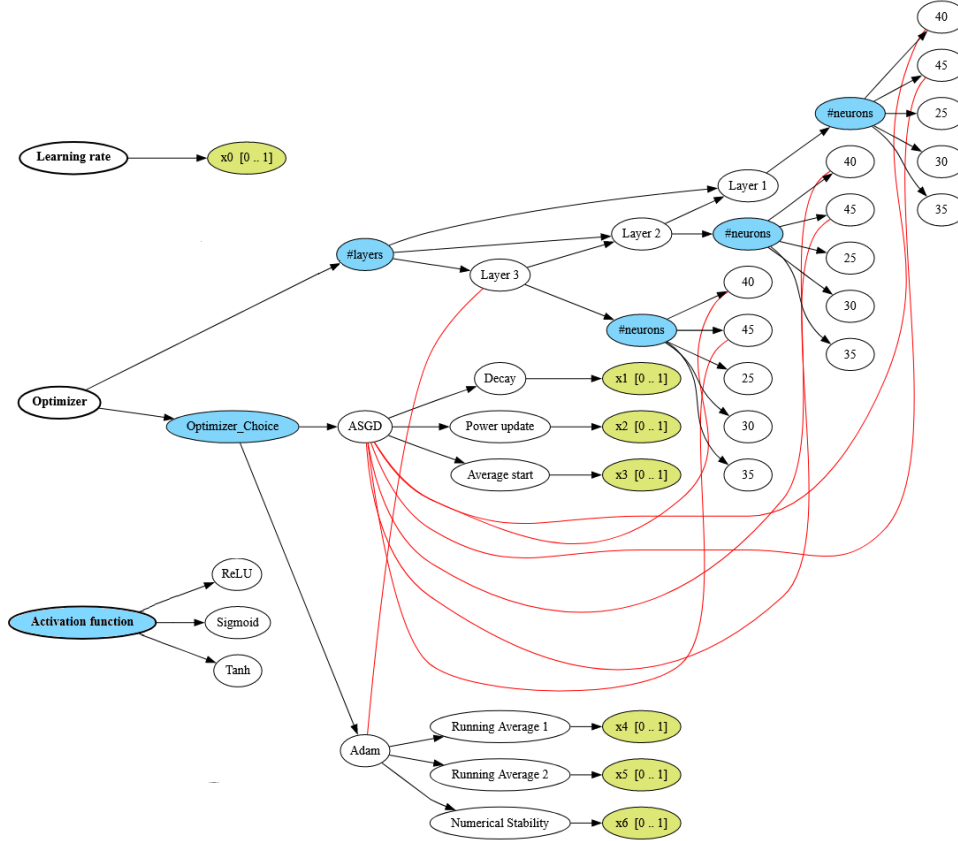 40
45
#neurons
25
Learning rate
x0 [0 .. 1]
40
30
Layer 1
45
35
#layers
Layer 2
#neurons
25
Layer 3
40
30
#neurons
45
35
Decay
x1 [0 .. 1]
25
Optimizer
Optimizer_Choice
ASGD
Power update
x2 [0 .. 1]
30
Average start
x3 [0 .. 1]
35
ReLU
Activation function
Sigmoid
Tanh
Running Average 1
x4 [0 .. 1]
Adam
Running Average 2
x5 [0 .. 1]
Numerical Stability
x6 [0 .. 1]